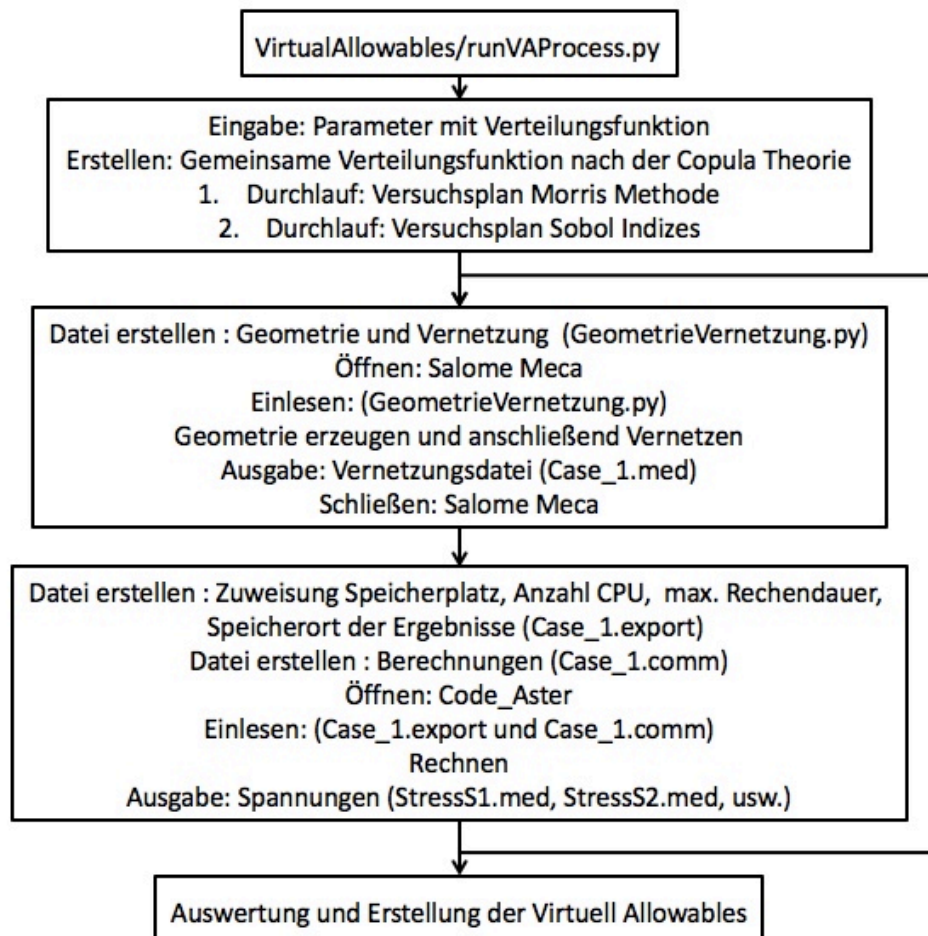 VirtualAllowables/runVAProcess.py
Eingabe: Parameter mit Verteilungsfunktion
Erstellen: Gemeinsame Verteilungsfunktion nach der Copula Theorie
1. Durchlauf: Versuchsplan Morris Methode
2. Durchlauf: Versuchsplan Sobol Indizes
Datei erstellen : Geometrie und Vernetzung (GeometrieVernetzung.py)
Öffnen: Salome Meca
Einlesen: (GeometrieVernetzung.py)
Geometrie erzeugen und anschließend Vernetzen
Ausgabe: Vernetzungsdatei (Case_1.med)
Schließen: Salome Meca
Datei erstellen : Zuweisung Speicherplatz, Anzahl CPU, max. Rechendauer,
Speicherort der Ergebnisse (Case_1.export)
Datei erstellen : Berechnungen (Case_1.comm)
Öffnen: Code_Aster
Einlesen: (Case_1.export und Case_1.comm)
Rechnen
Ausgabe: Spannungen (StressS1.med, StressS2.med, usw.)
Auswertung und Erstellung der Virtuell Allowables